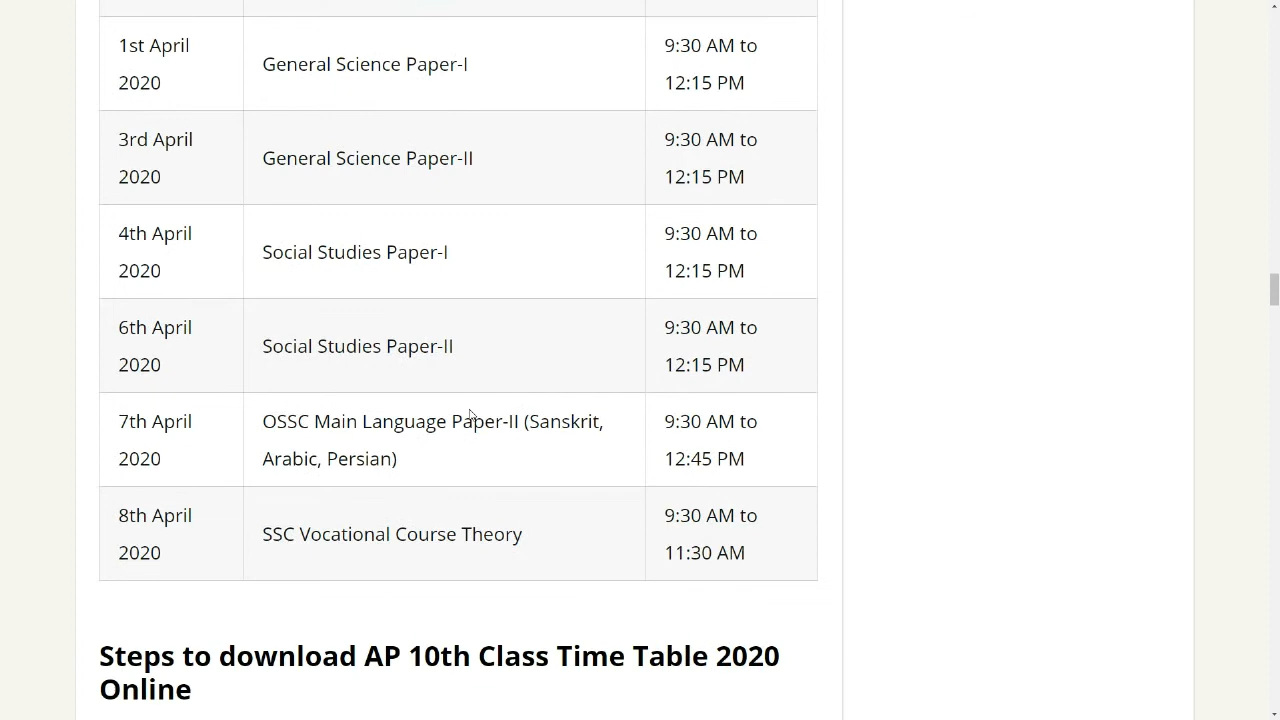 1st April
2020
General Science Paper-I
9:30 AM to
12:15 PM
3rd April
2020
General Science Paper-II
9:30 AM to
12:15 PM
4th April
2020
Social Studies Paper-I
9:30 AM to
12:15 PM
6th April
2020
Social Studies Paper-II
9:30 AM to
12:15 PM
7th April
2020
OSSC Main Language Paper-II (Sanskrit,
Arabic, Persian)
9:30 AM to
12:45 PM
8th April
2020
SSC Vocational Course Theory
9:30 AM to
11:30 AM
Steps to download AP 10th Class Time Table 2020
Online